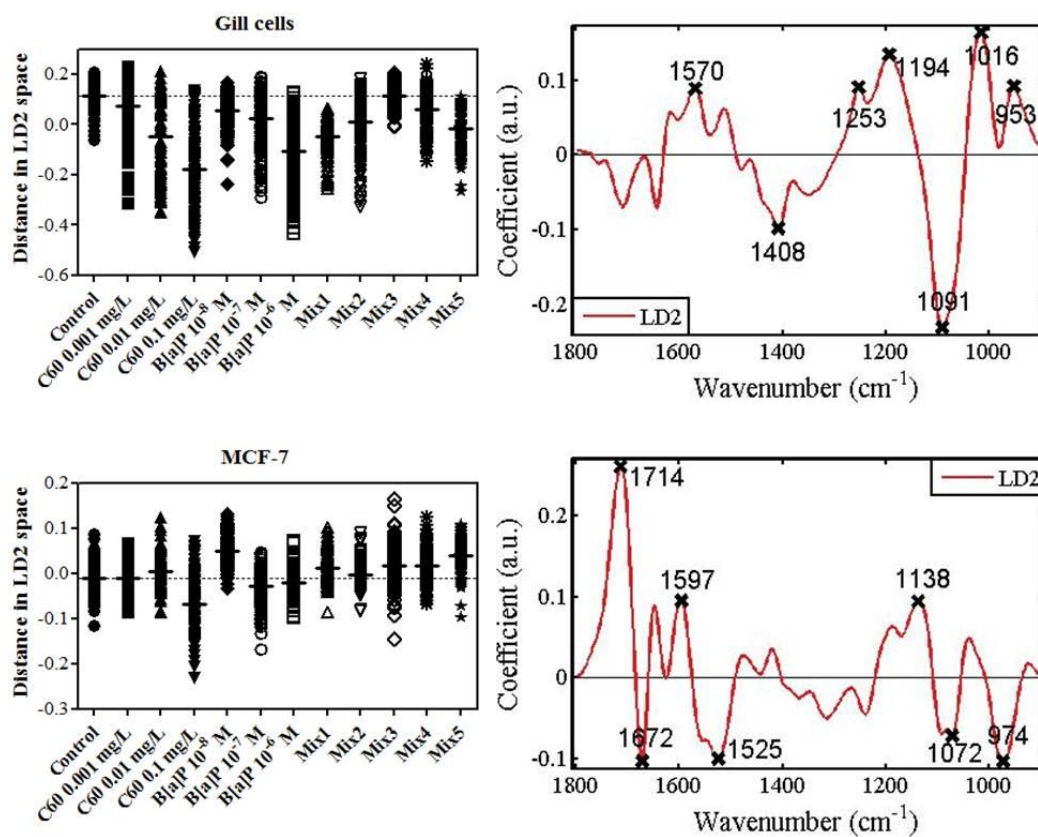 Gill cells
Distance in LD2 space
0.2
0.0
-0.2
-0.4
-0.6
Control
C60 0.001 mg/L
C60 0.01 mg/L
C60 0.1 mg/L
B[a]P 10-8 M
B[a]P 10-7 M
B[a]P 10-6 M
Mix1
Mix2
Mix3
Mix4
Mix5
Coefficient (a.u.)
0.1
0
-0.1
-0.2
1570
1253
1194
1016
953
1408
1091
LD2
1800
1600
1400
1200
1000
Wavenumber (cm-1)
MCF-7
Distance in LD2 space
0.2
0.1
0.0
-0.1
-0.2
-0.3
Control
C60 0.001 mg/L
C60 0.01 mg/L
C60 0.1 mg/L
B[a]P 10-8 M
B[a]P 10-7 M
B[a]P 10-6 M
Mix1
Mix2
Mix3
Mix4
Mix5
Coefficient (a.u.)
0.2
0.1
0
-0.1
LD2
1714
1597
1138
1672
1525
1072
974
1800
1600
1400
1200
1000
Wavenumber (cm-1)